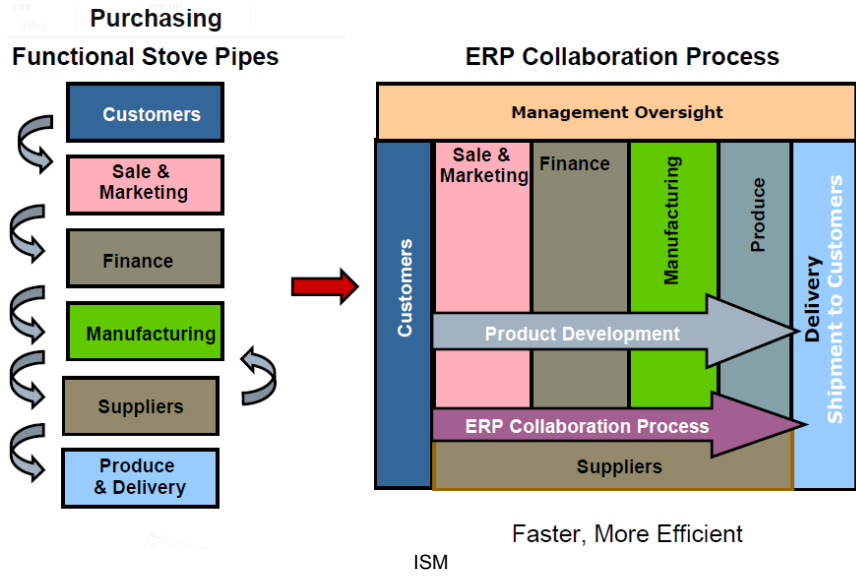 Purchasing
Functional Stove Pipes
Customers
Sale &
Marketing
Finance
Manufacturing
Suppliers
Produce
& Delivery
ERP Collaboration Process
Management Oversight
Customers
Sale &
Marketing
Finance
Manufacturing
Produce
Delivery
Shipment to Customers
Product Development
ERP Collaboration Process
Suppliers
Faster, More Efficient
ISM